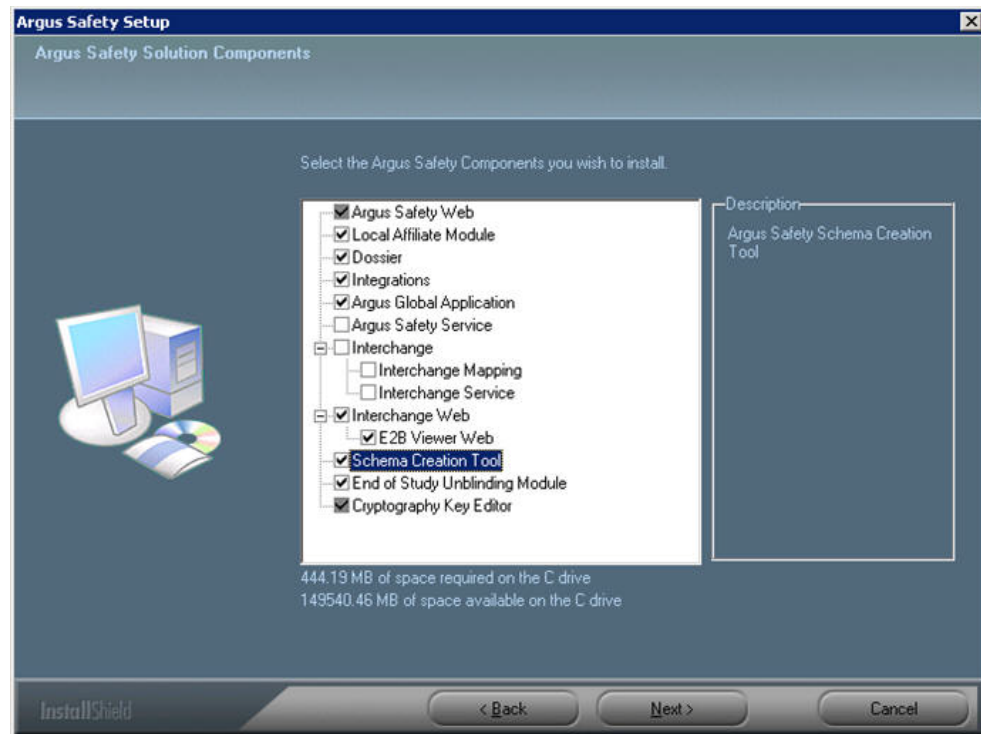 Argus Safety Setup
Argus Safety Solution Components
Select the Argus Safety Components you wish to install.
Argus Safety Web
Local Affiliate Module
Dossier
Integrations
Argus Global Application
Argus Safety Service
Interchange
Interchange Mapping
Interchange Service
Interchange Web
E2B Viewer Web
Schema Creation Tool
End of Study Unblinding Module
Cryptography Key Editor
Description
Argus Safety Schema Creation
Tool
444.19 MB of space required on the C drive
149540.46 MB of space available on the C drive
InstallShield
< Back
Next >
Cancel